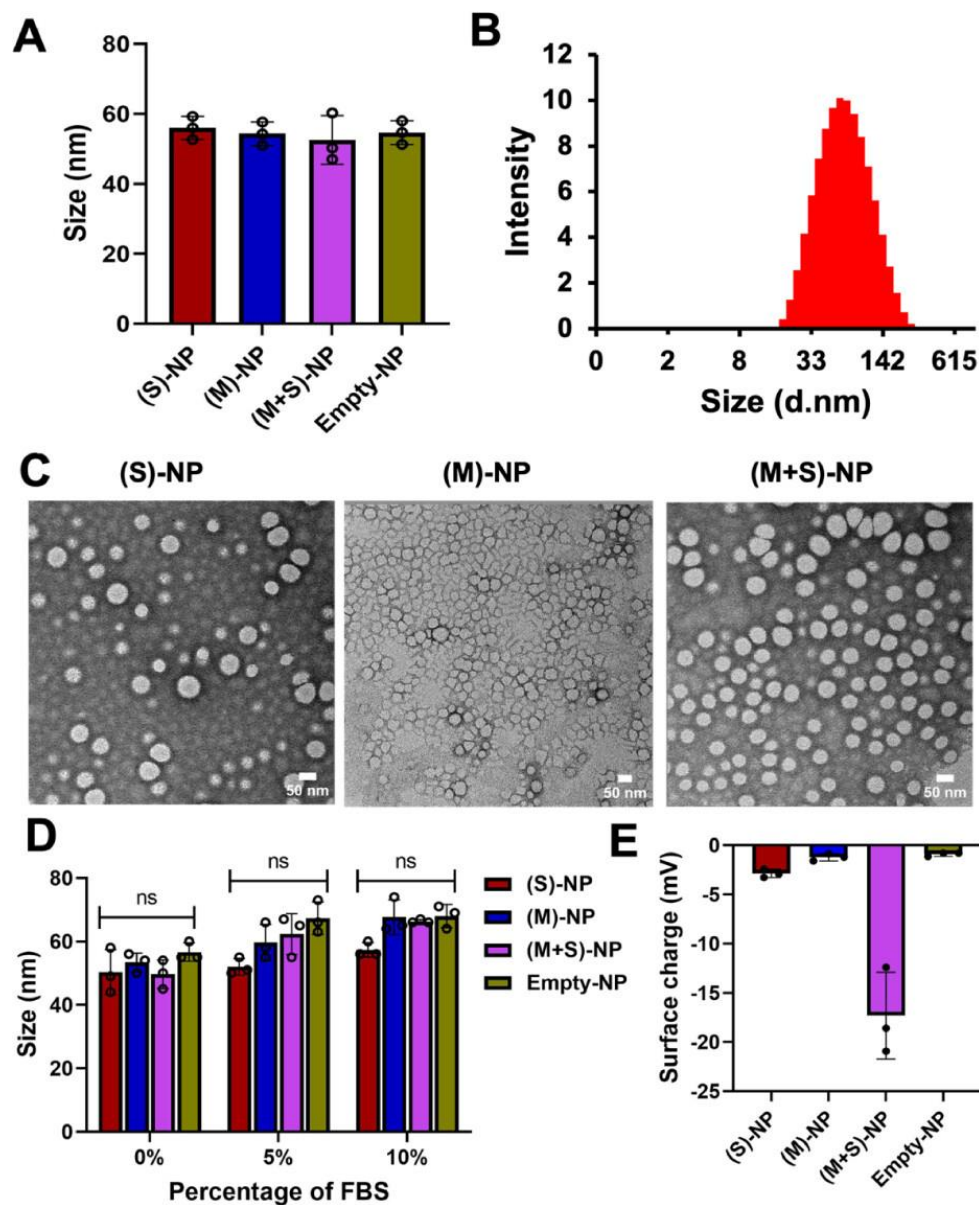 A
Size (nm)
80
60
40
20
0
(S)-NP
(M)-NP
(M+S)-NP
Empty-NP
B
Intensity
12
10
8
6
4
2
0
0 2 8 33 142 615
Size (d.nm)
C
(S)-NP (M)-NP (M+S)-NP
50 nm 50 nm 50 nm
D
Size (nm)
80
60
40
20
0
ns ns ns
0% 5% 10%
Percentage of FBS
(S)-NP
(M)-NP
(M+S)-NP
Empty-NP
E
Surface charge (mV)
0
-5
-10
-15
-20
-25
(S)-NP
(M)-NP
(M+S)-NP
Empty-NP